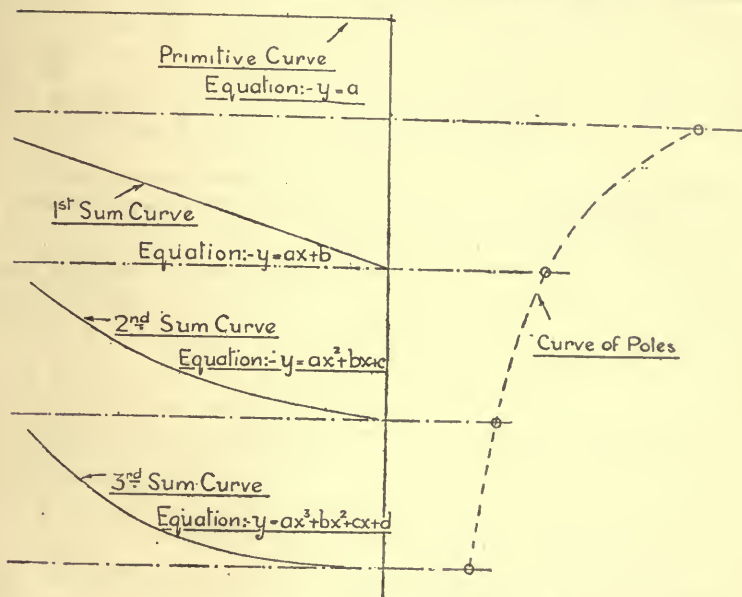 Primitive Curve
Equation:-y=a
1st Sum Curve
Equation:-y=ax+b
2nd Sum Curve
Equation:-y=ax²+bx+c
Curve of Poles
3rd Sum Curve
Equation:-y=ax³+bx²+cx+d